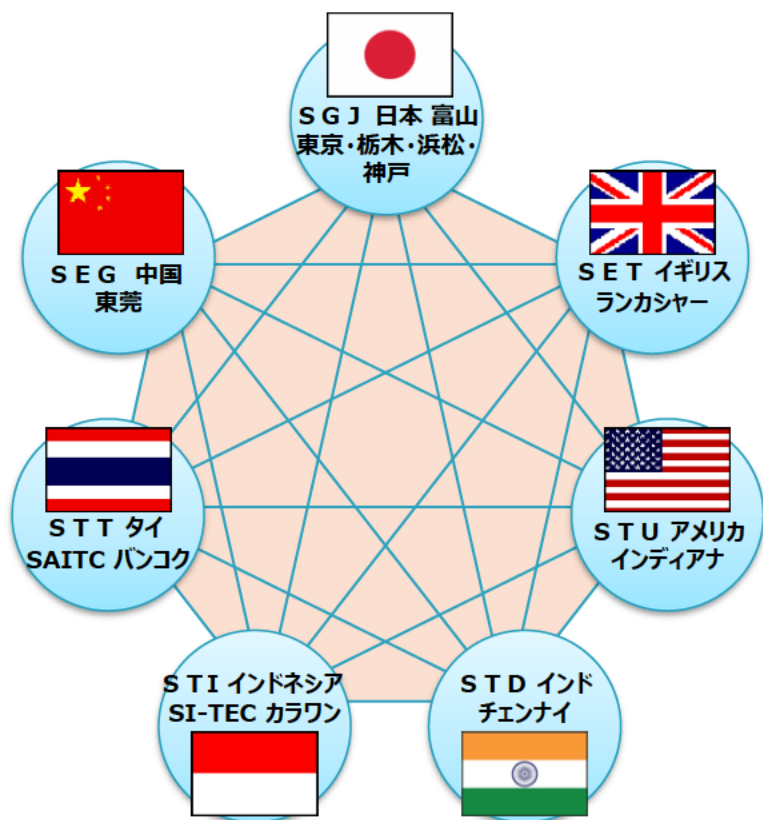 SGJ 日本 富山
東京・栃木・浜松・
神戸
SEG 中国
東莞
SET イギリス
ランカシャー
STT タイ
SAITC バンコク
STU アメリカ
インディアナ
STI インドネシア
SI-TEC カラワン
STD インド
チェンナイ